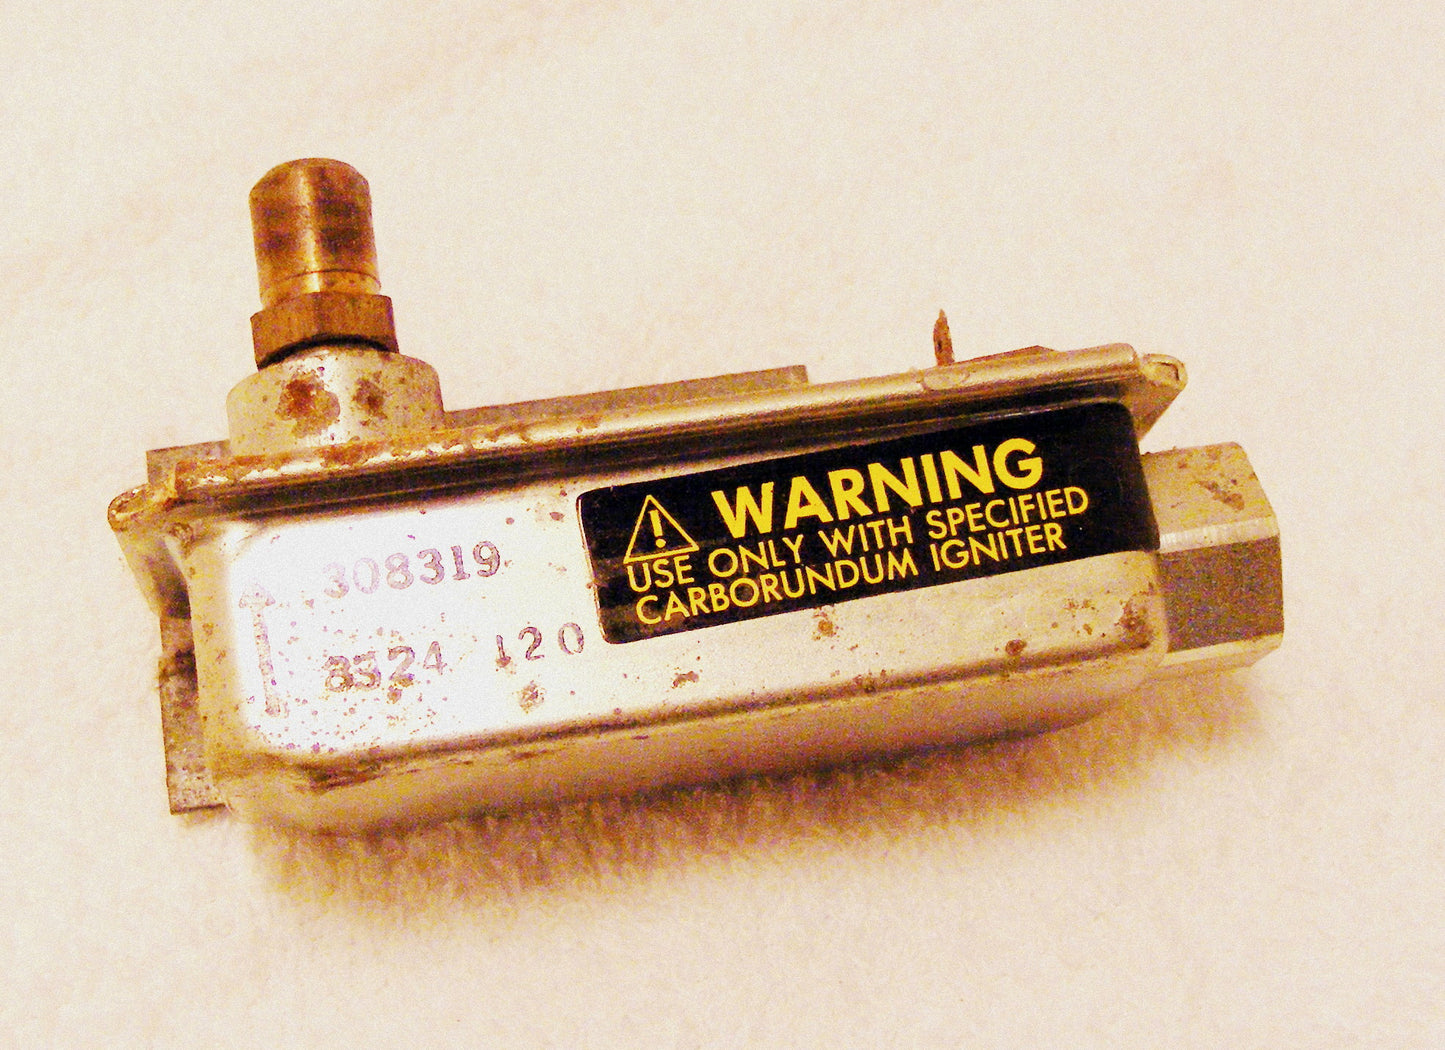 308319
8324 120
WARNING
USE ONLY WITH SPECIFIED
CARBORUNDUM IGNITER